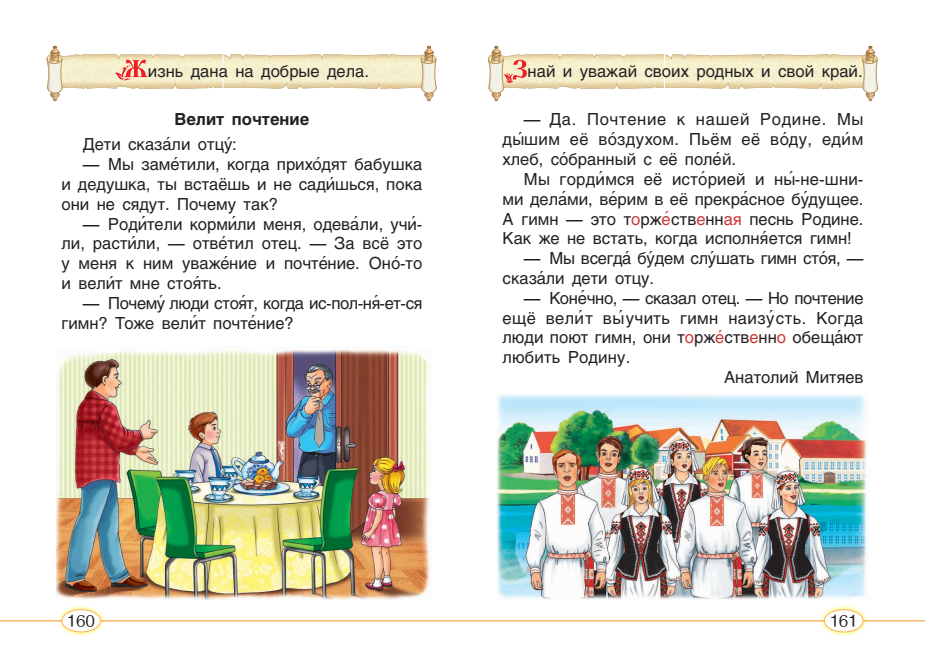 Жизнь дана на добрые дела.
Велит почтение
Дети сказа́ли отцу́:
— Мы заме́тили, когда прихо́дят бабушка
и дедушка, ты встаёшь и не сади́шься, пока
они не сядут. Почему так?
— Роди́тели корми́ли меня, одева́ли, учи́-
ли, расти́ли, — отве́тил отец. — За всё это
у меня к ним уваже́ние и почте́ние. Оно́-то
и вели́т мне стоя́ть.
— Почему́ люди стоя́т, когда ис-пол-ня́-ет-ся
гимн? Тоже вели́т почте́ние?
160
Знай и уважай своих родных и свой край.
— Да. Почтение к нашей Родине. Мы
ды́шим её во́здухом. Пьём её во́ду, еди́м
хлеб, со́бранный с её поле́й.
Мы горди́мся её исто́рией и ны́-не-шни-
ми дела́ми, ве́рим в её прекра́сное бу́дущее.
А гимн — это торже́ственная песнь Родине.
Как же не встать, когда исполня́ется гимн!
— Мы всегда́ бу́дем слу́шать гимн сто́я, —
сказа́ли дети отцу.
— Коне́чно, — сказал отец. — Но почтение
ещё вели́т вы́учить гимн наизу́сть. Когда
люди поют гимн, они торже́ственно обеща́ют
любить Родину.
Анатолий Митяев
161